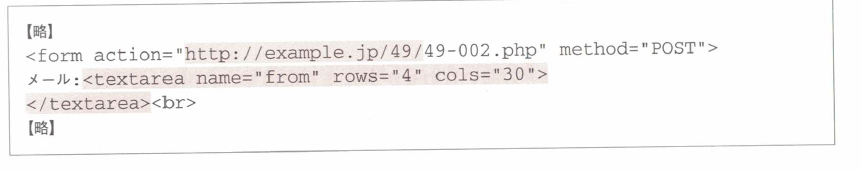 【略】
<form action="http://example.jp/49/49-002.php" method="POST">
メール:<textarea name="from" rows="4" cols="30">
</textarea><br>
【略】